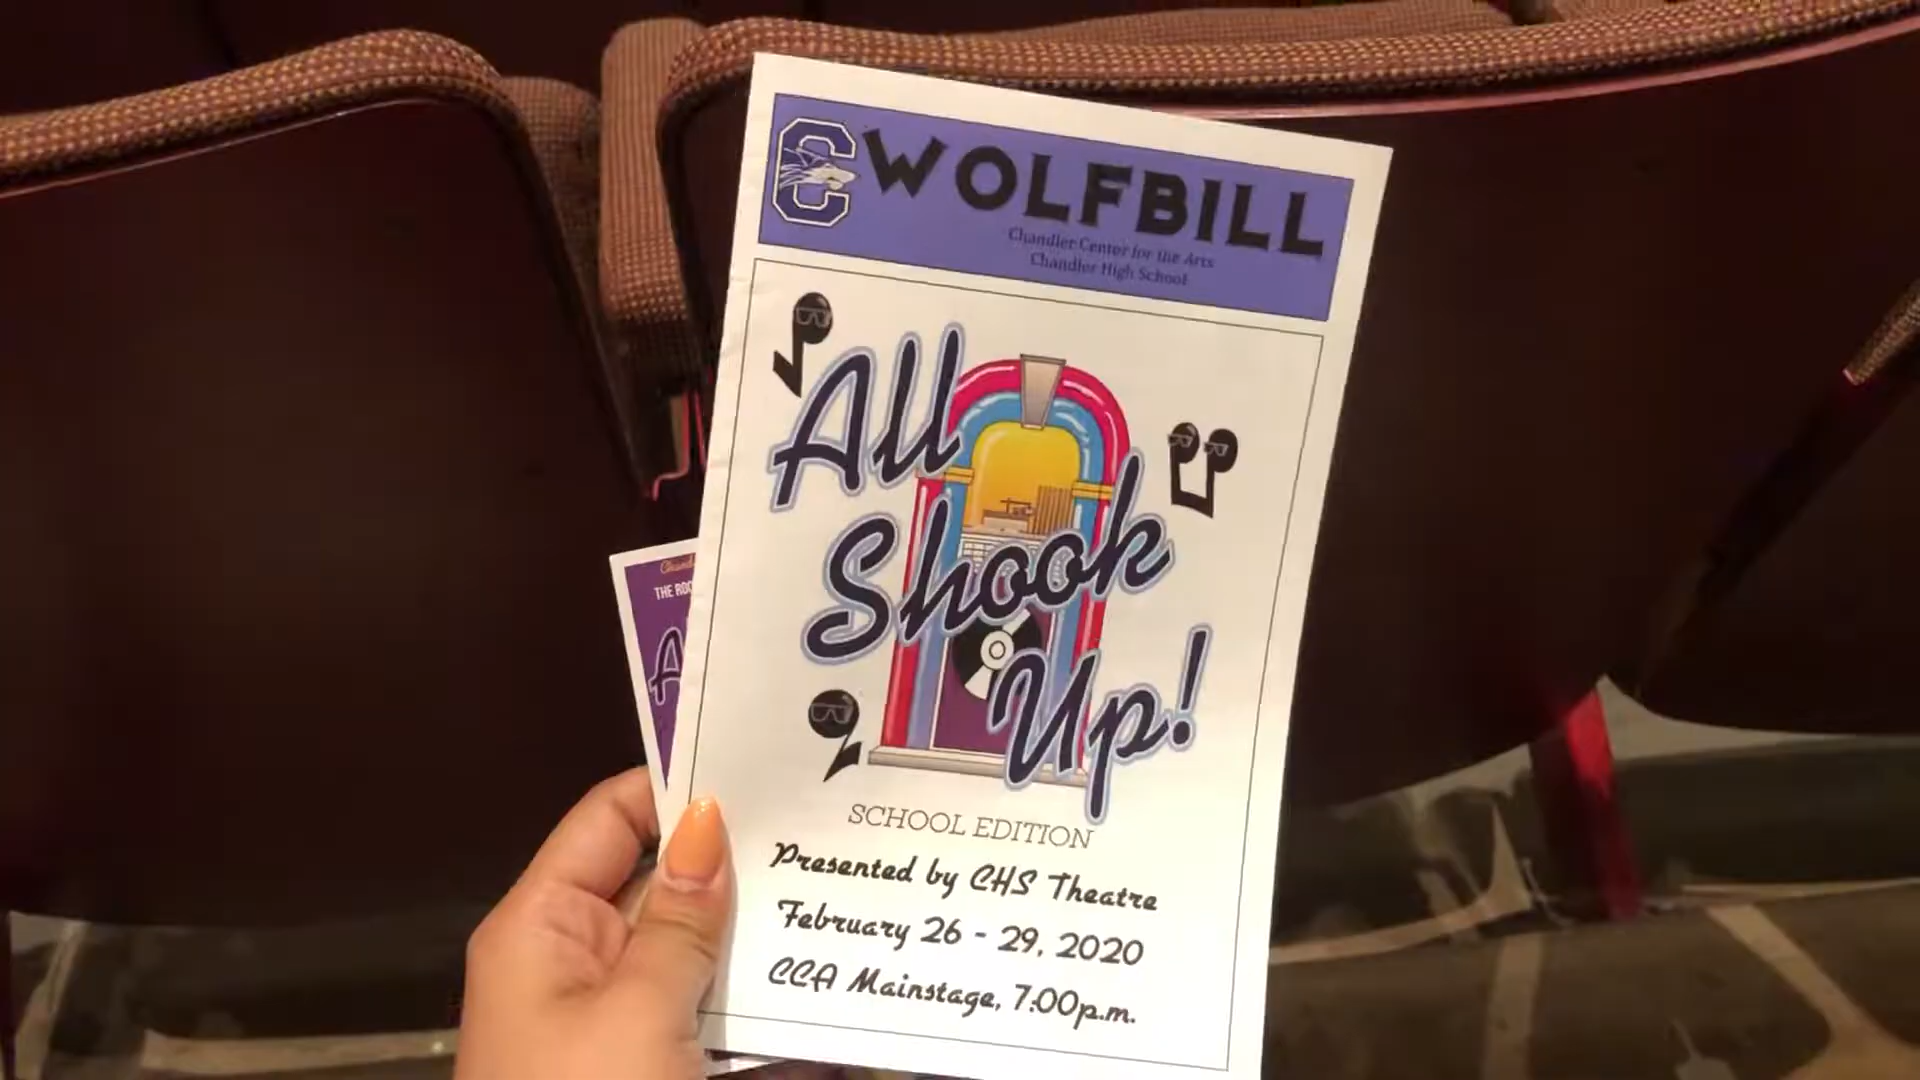 C WOLFBILL
Chandler Center for the Arts
Chandler High School
All
Shook
Up!
SCHOOL EDITION
Presented by CHS Theatre
February 26 - 29, 2020
CCA Mainstage, 7:00p.m.
THE